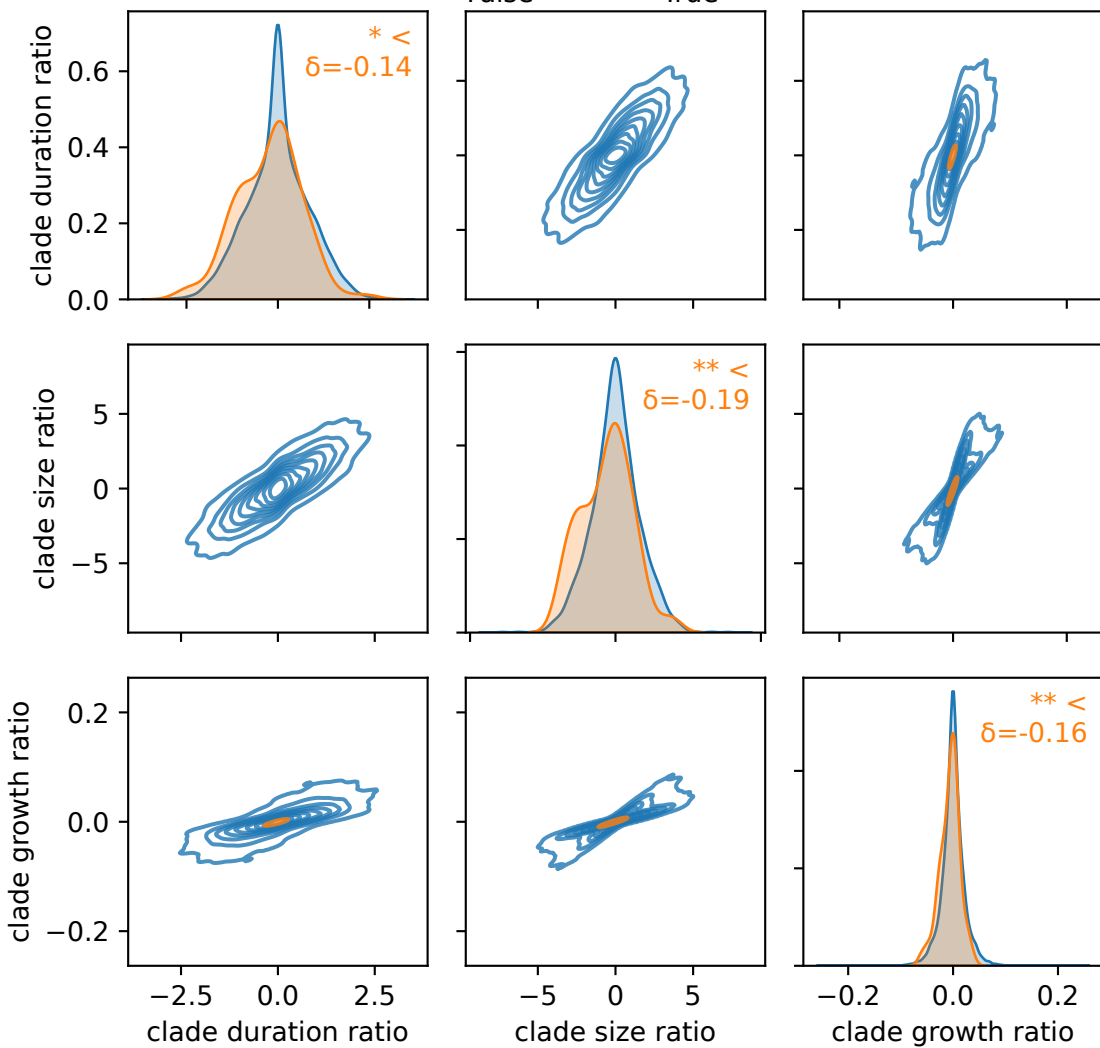 * <
δ=-0.14
0.6
0.4
0.2
0.0
clade duration ratio
** <
δ=-0.19
5
0
−5
clade size ratio
** <
δ=-0.16
0.2
0.0
−0.2
clade growth ratio
−2.5 0.0 2.5
−5 0 5
−0.2 0.0 0.2
clade duration ratio
clade size ratio
clade growth ratio